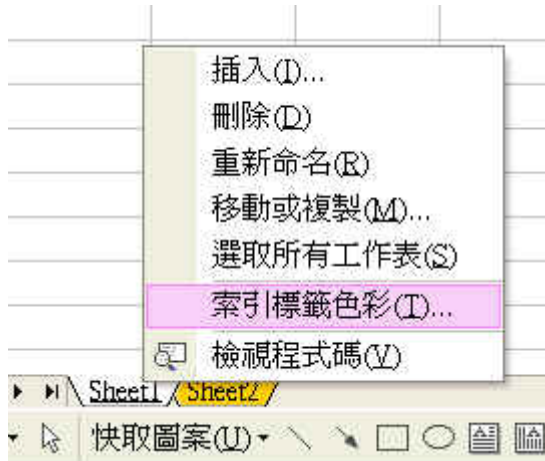 插入(I)...
刪除(D)
重新命名(R)
移動或複製(M)...
選取所有工作表(S)
索引標籤色彩(T)...
檢視程式碼(V)
Sheet1 Sheet2
快取圖案(U)